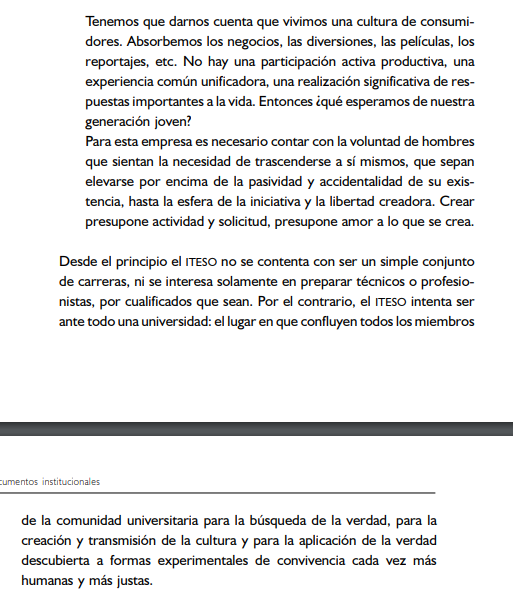 Tenemos que darnos cuenta que vivimos una cultura de consumi-
dores. Absorbemos los negocios, las diversiones, las películas, los
reportajes, etc. No hay una participación activa productiva, una
experiencia común unificadora, una realización significativa de res-
puestas importantes a la vida. Entonces ¿qué esperamos de nuestra
generación joven?
Para esta empresa es necesario contar con la voluntad de hombres
que sientan la necesidad de trascenderse a sí mismos, que sepan
elevarse por encima de la pasividad y accidentalidad de su exis-
tencia, hasta la esfera de la iniciativa y la libertad creadora. Crear
presupone actividad y solicitud, presupone amor a lo que se crea.
Desde el principio el ITESO no se contenta con ser un simple conjunto
de carreras, ni se interesa solamente en preparar técnicos o profesio-
nistas, por cualificados que sean. Por el contrario, el ITESO intenta ser
ante todo una universidad: el lugar en que confluyen todos los miembros
cumentos institucionales
de la comunidad universitaria para la búsqueda de la verdad, para la
creación y transmisión de la cultura y para la aplicación de la verdad
descubierta a formas experimentales de convivencia cada vez más
humanas y más justas.